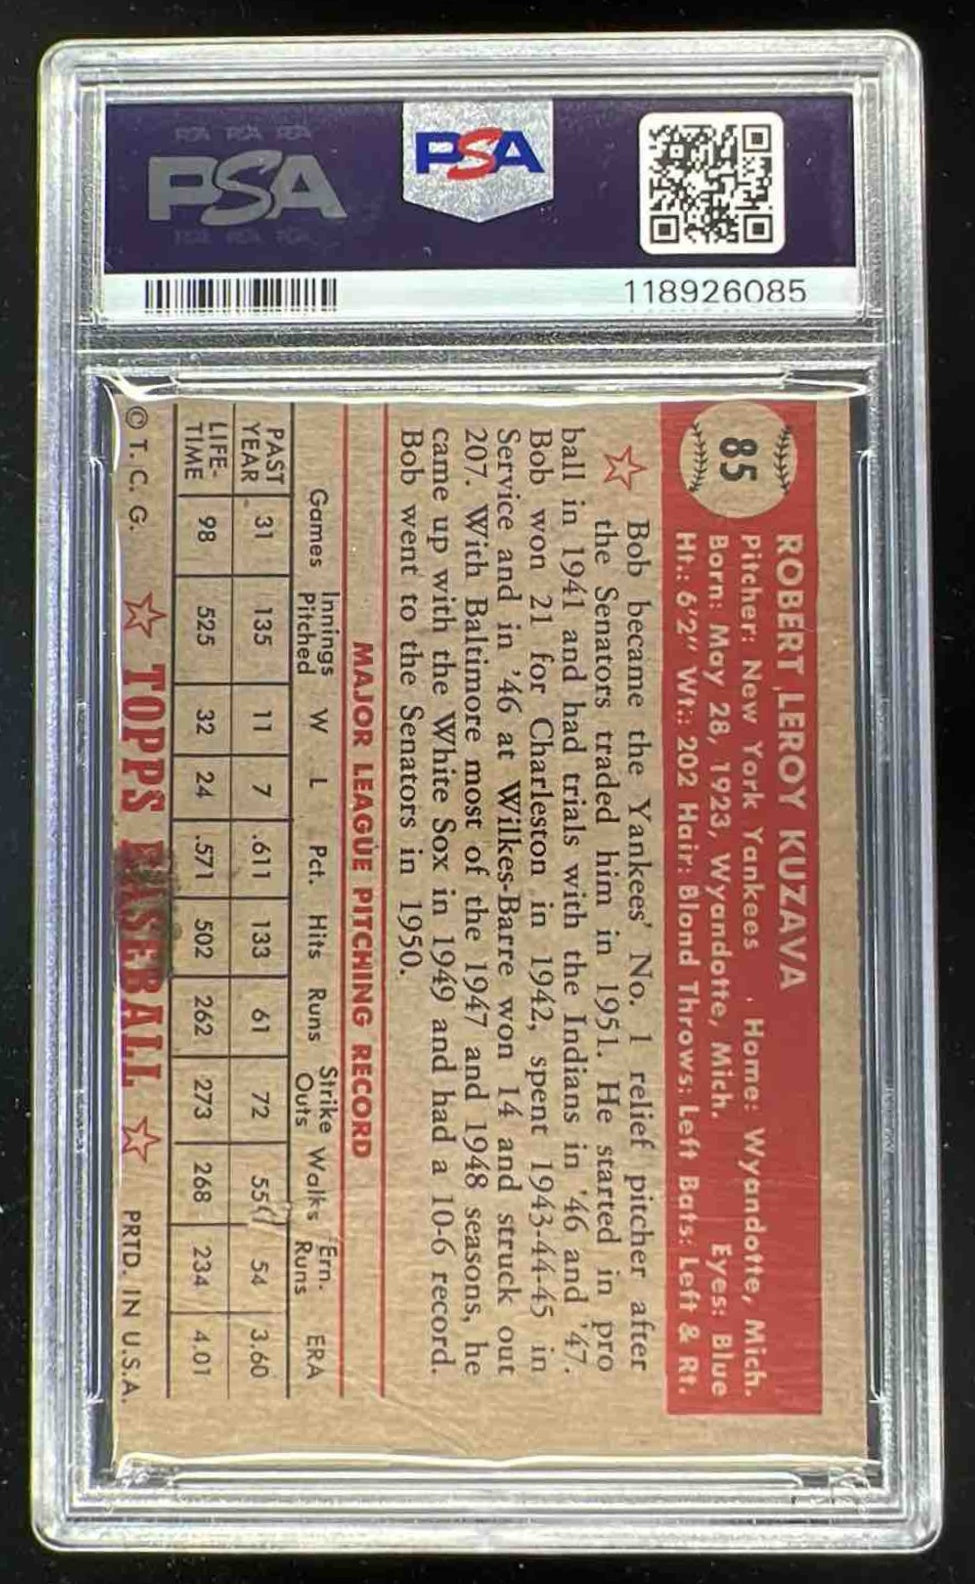 PSA PSA PSA
PSA
PSA PSA PSA
PSA
118926085
85
ROBERT LEROY KUZAVA
Pitcher: New York Yankees Home: Wyandotte, Mich.
Born: May 28, 1923, Wyandotte, Mich. Eyes: Blue
Ht.: 6'2" Wt.: 202 Hair: Blond Throws: Left Bats: Left & Rt.
Bob became the Yankees' No. 1 relief pitcher after
the Senators traded him in 1951. He started in pro
ball in 1941 and had trials with the Indians in '46 and '47.
Bob won 21 for Charleston in 1942, spent 1943-44-45 in
Service and in '46 at Wilkes-Barre won 14 and struck out
207. With Baltimore most of the 1947 and 1948 seasons, he
came up with the White Sox in 1949 and had a 10-6 record.
Bob went to the Senators in 1950.
MAJOR LEAGUE PITCHING RECORD
Games Innings Pitched W L Pct. Hits Runs Strike Outs Walks Ern. Runs ERA
PAST YEAR 31 135 11 7 .611 133 61 72 55 54 3.60
LIFE-TIME 98 525 32 24 .571 502 262 273 268 234 4.01
© T. C. G. TOPPS BASEBALL PRTD. IN U.S.A.